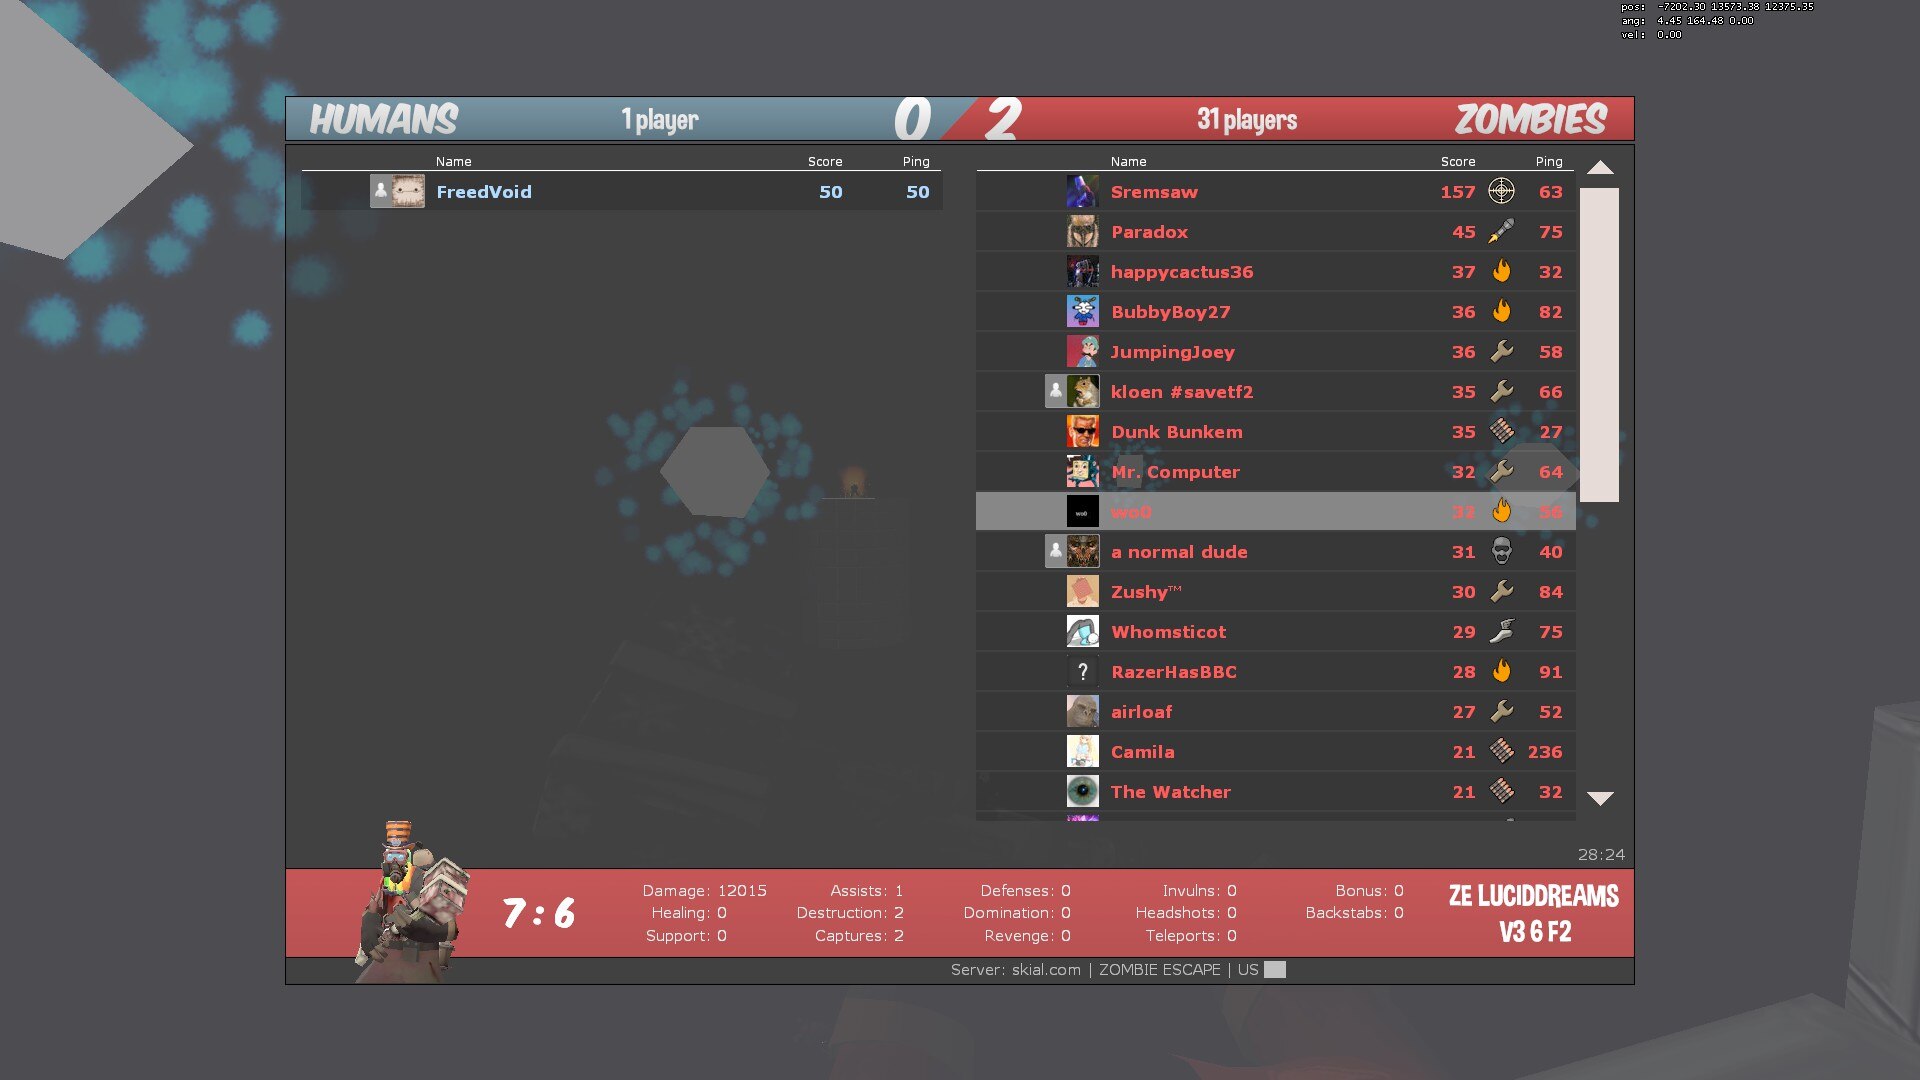 pos: -7202.30 13573.38 12375.35
ang: 4.45 164.48 0.00
vel: 0.00
HUMANS 1 player 0 2 31 players ZOMBIES
Name Score Ping
FreedVoid 50 50
Name Score Ping
Sremsaw 157 63
Paradox 45 75
happycactus36 37 32
BubbyBoy27 36 82
JumpingJoey 36 58
kloen #savetf2 35 66
Dunk Bunkem 35 27
Mr. Computer 32 64
wo0 32 56
a normal dude 31 40
Zushy™ 30 84
Whomsticot 29 75
? RazerHasBBC 28 91
airloaf 27 52
Camila 21 236
The Watcher 21 32
28:24
7 : 6
Damage: 12015 Assists: 1 Defenses: 0 Invulns: 0 Bonus: 0
Healing: 0 Destruction: 2 Domination: 0 Headshots: 0 Backstabs: 0
Support: 0 Captures: 2 Revenge: 0 Teleports: 0
ZE LUCIDDREAMS
V3 6 F2
Server: skial.com | ZOMBIE ESCAPE | US